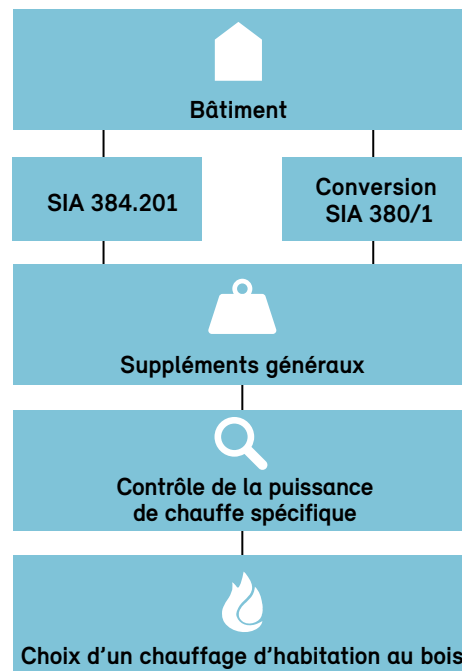 Bâtiment
SIA 384.201
Conversion
SIA 380/1
Suppléments généraux
Contrôle de la puissance
de chauffe spécifique
Choix d'un chauffage d'habitation au bois